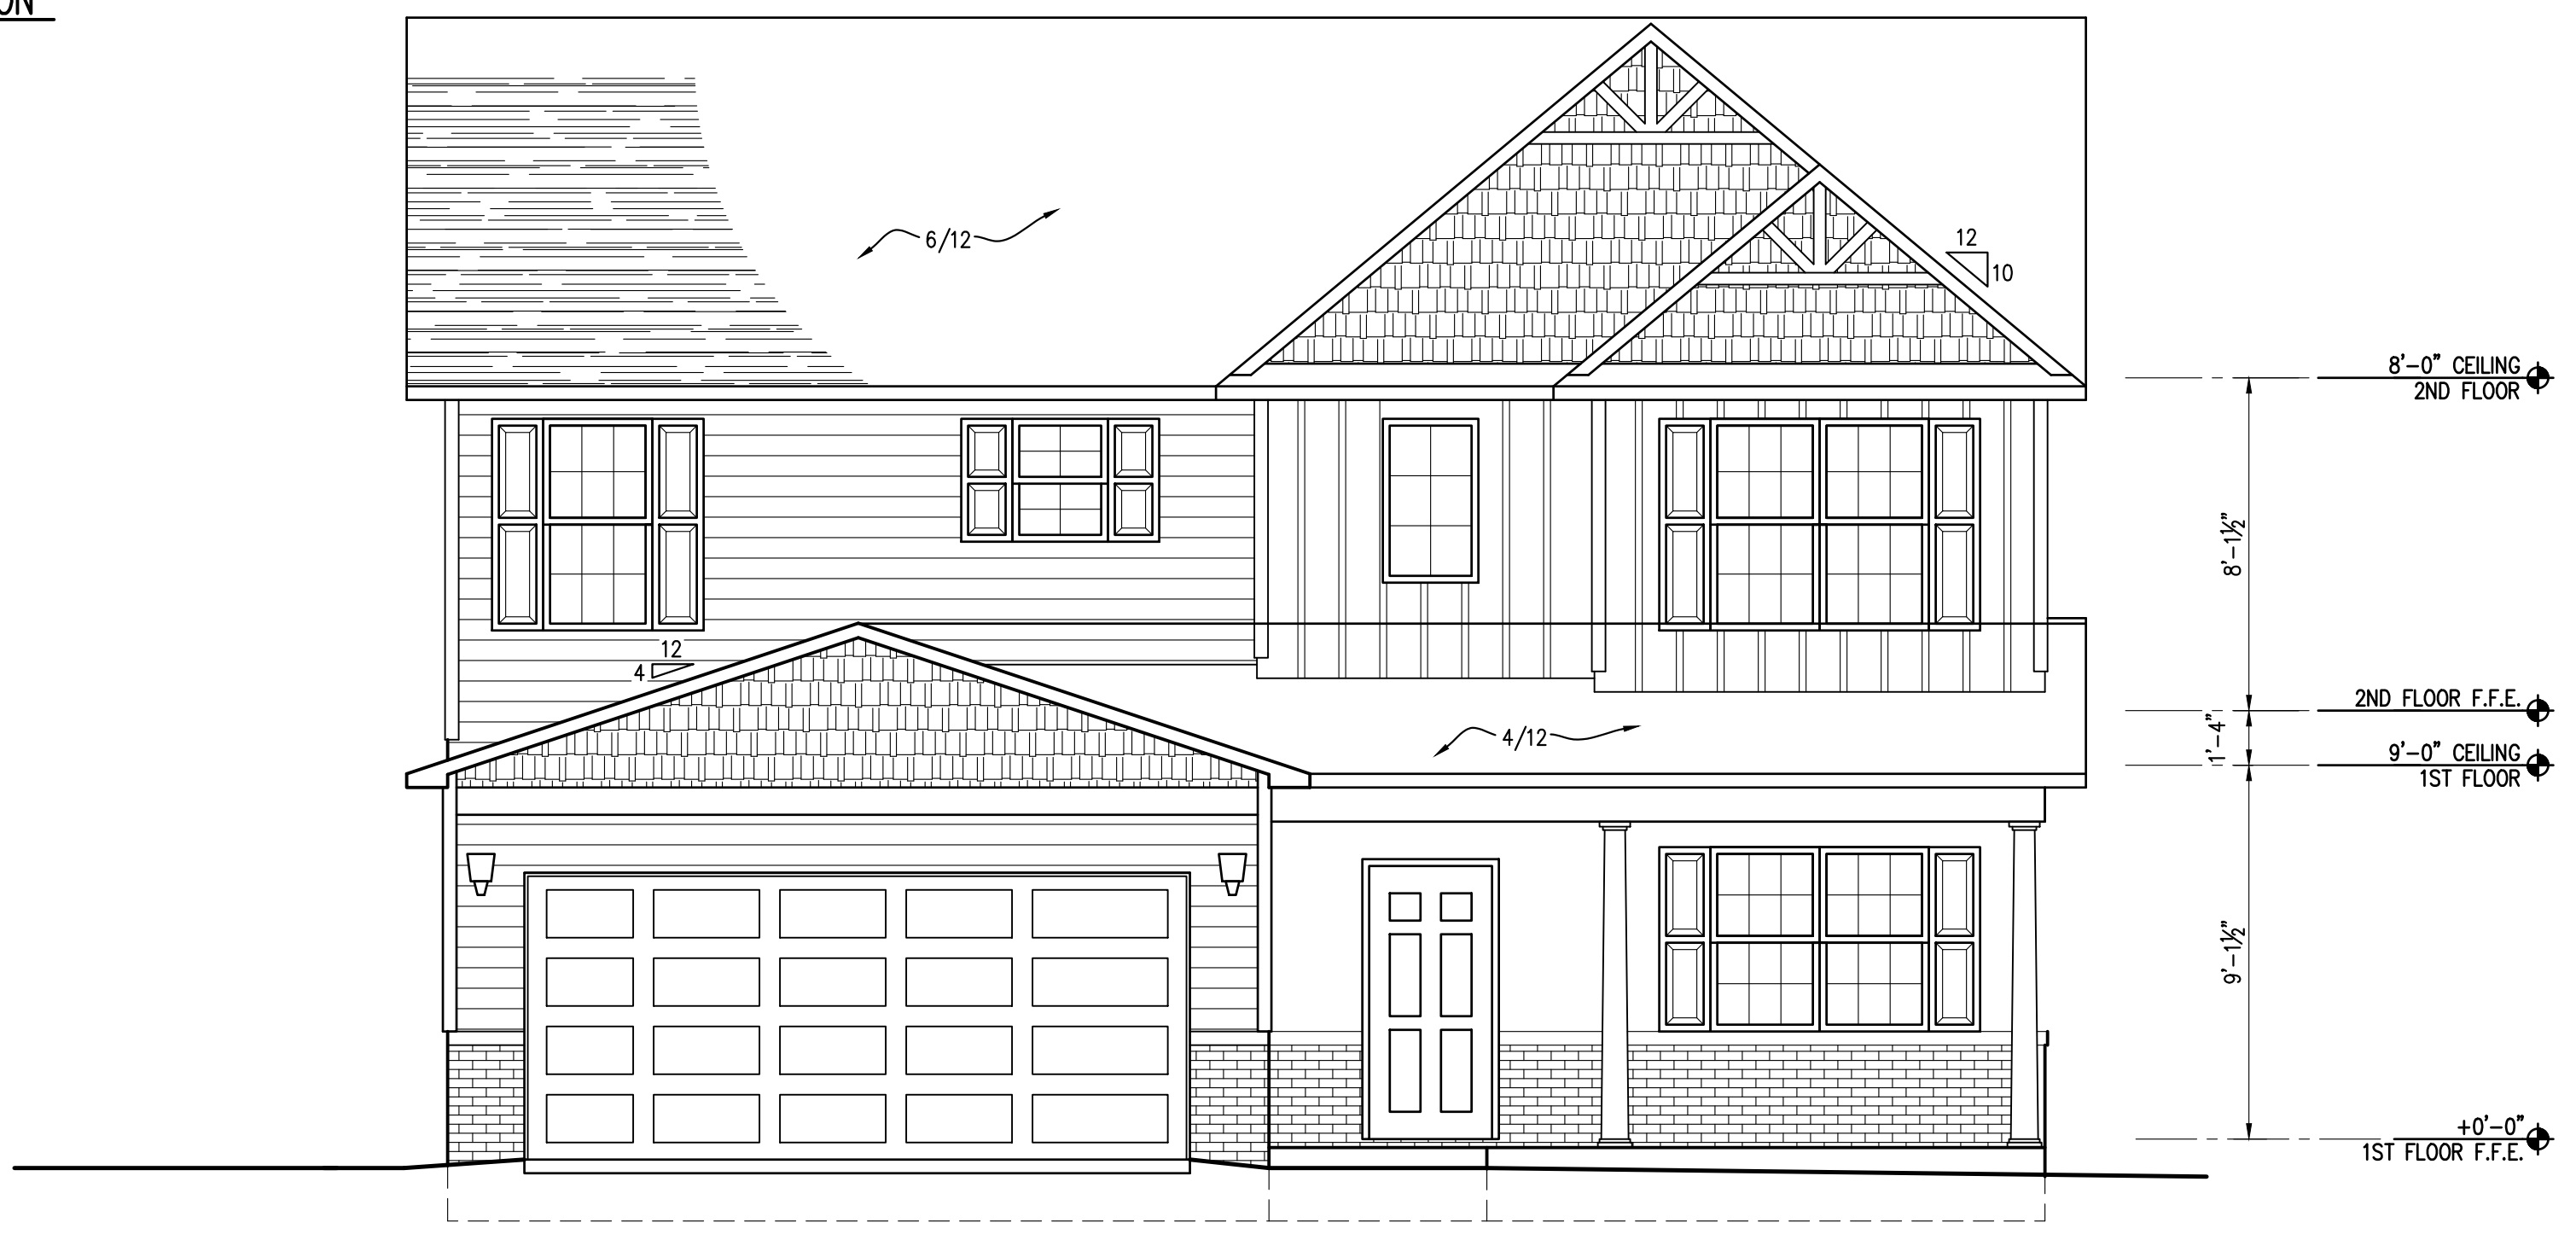 6/12
12
10
8'-0" CEILING
2ND FLOOR
8'-1½"
12
4
2ND FLOOR F.F.E.
1'-4"
4/12
9'-0" CEILING
1ST FLOOR
9'-1½"
+0'-0"
1ST FLOOR F.F.E.